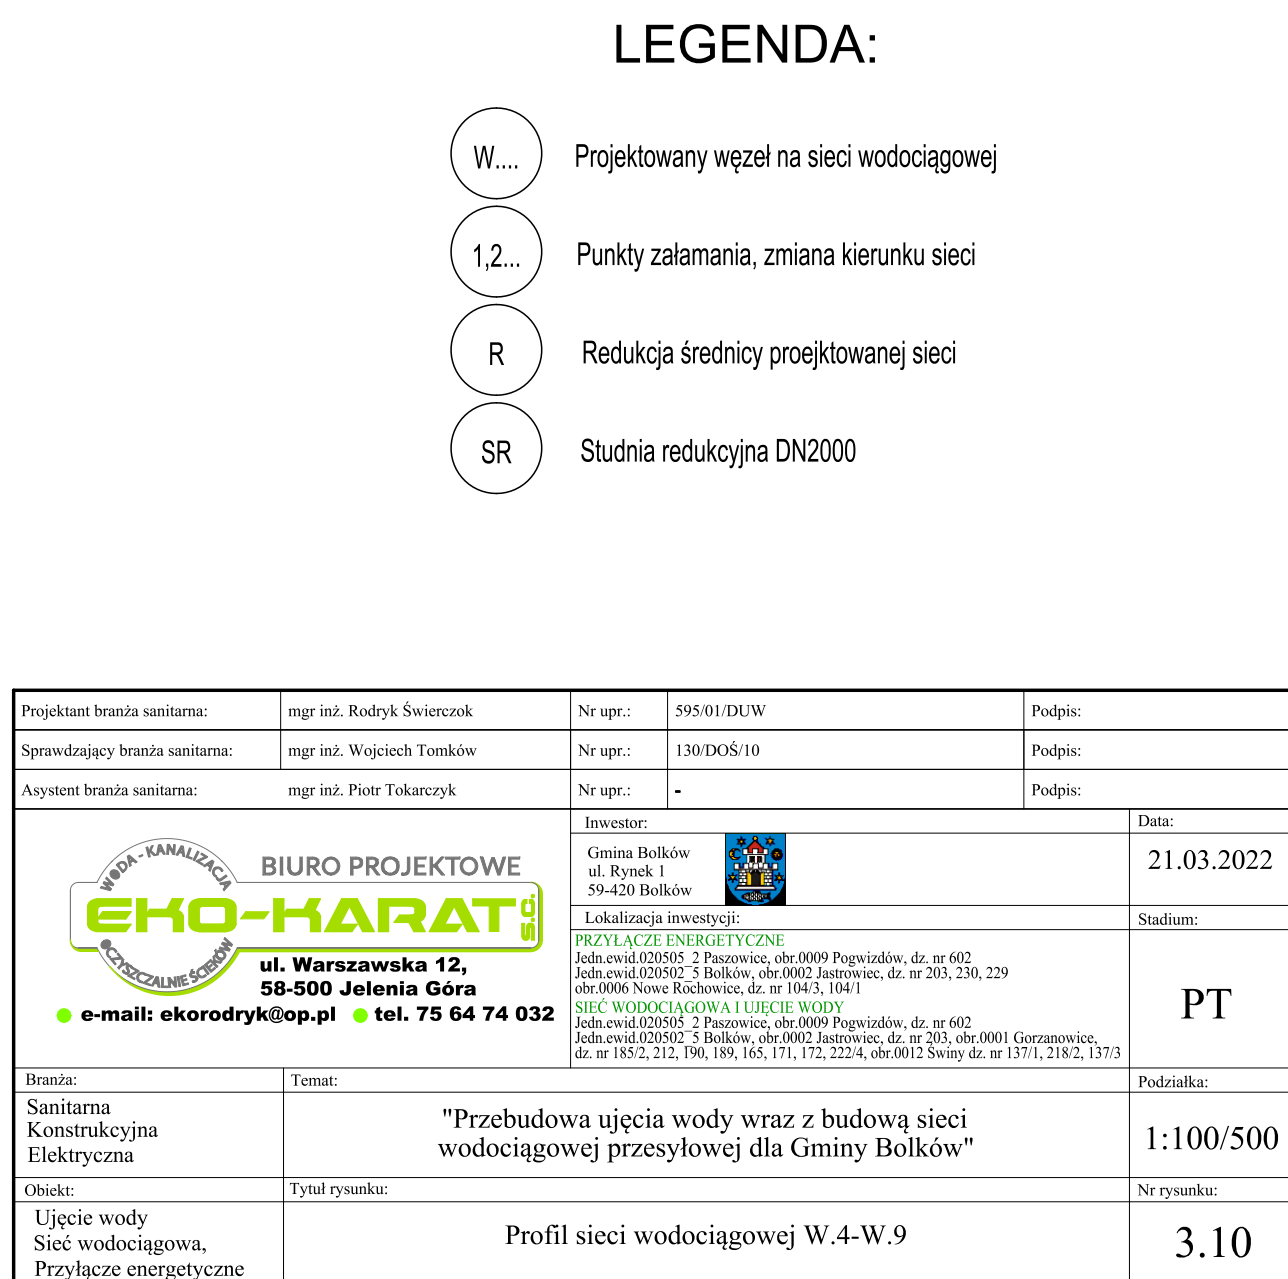 LEGENDA:
W.... Projektowany węzeł na sieci wodociągowej
1,2... Punkty załamania, zmiana kierunku sieci
R Redukcja średnicy proejktowanej sieci
SR Studnia redukcyjna DN2000
Projektant branża sanitarna: mgr inż. Rodryk Świerczok Nr upr.: 595/01/DUW Podpis:
Sprawdzający branża sanitarna: mgr inż. Wojciech Tomków Nr upr.: 130/DOŚ/10 Podpis:
Asystent branża sanitarna: mgr inż. Piotr Tokarczyk Nr upr.: - Podpis:
WODA - KANALIZACJA
BIURO PROJEKTOWE
EKO-KARAT S.C.
OCZYSZCZALNIE ŚCIEKÓW
ul. Warszawska 12,
58-500 Jelenia Góra
e-mail: ekorodryk@op.pl tel. 75 64 74 032
Inwestor:
Gmina Bolków
ul. Rynek 1
59-420 Bolków
Data:
21.03.2022
Lokalizacja inwestycji:
PRZYŁĄCZE ENERGETYCZNE
Jedn.ewid.020505_2 Paszowice, obr.0009 Pogwizdów, dz. nr 602
Jedn.ewid.020502_5 Bolków, obr.0002 Jastrowiec, dz. nr 203, 230, 229
obr.0006 Nowe Rochowice, dz. nr 104/3, 104/1
SIEĆ WODOCIĄGOWA I UJĘCIE WODY
Jedn.ewid.020505_2 Paszowice, obr.0009 Pogwizdów, dz. nr 602
Jedn.ewid.020502_5 Bolków, obr.0002 Jastrowiec, dz. nr 203, obr.0001 Gorzanowice,
dz. nr 185/2, 212, 190, 189, 165, 171, 172, 222/4, obr.0012 Świny dz. nr 137/1, 218/2, 137/3
Stadium:
PT
Branża:
Sanitarna
Konstrukcyjna
Elektryczna
Temat:
"Przebudowa ujęcia wody wraz z budową sieci
wodociągowej przesyłowej dla Gminy Bolków"
Podziałka:
1:100/500
Obiekt:
Ujęcie wody
Sieć wodociągowa,
Przyłącze energetyczne
Tytuł rysunku:
Profil sieci wodociągowej W.4-W.9
Nr rysunku:
3.10